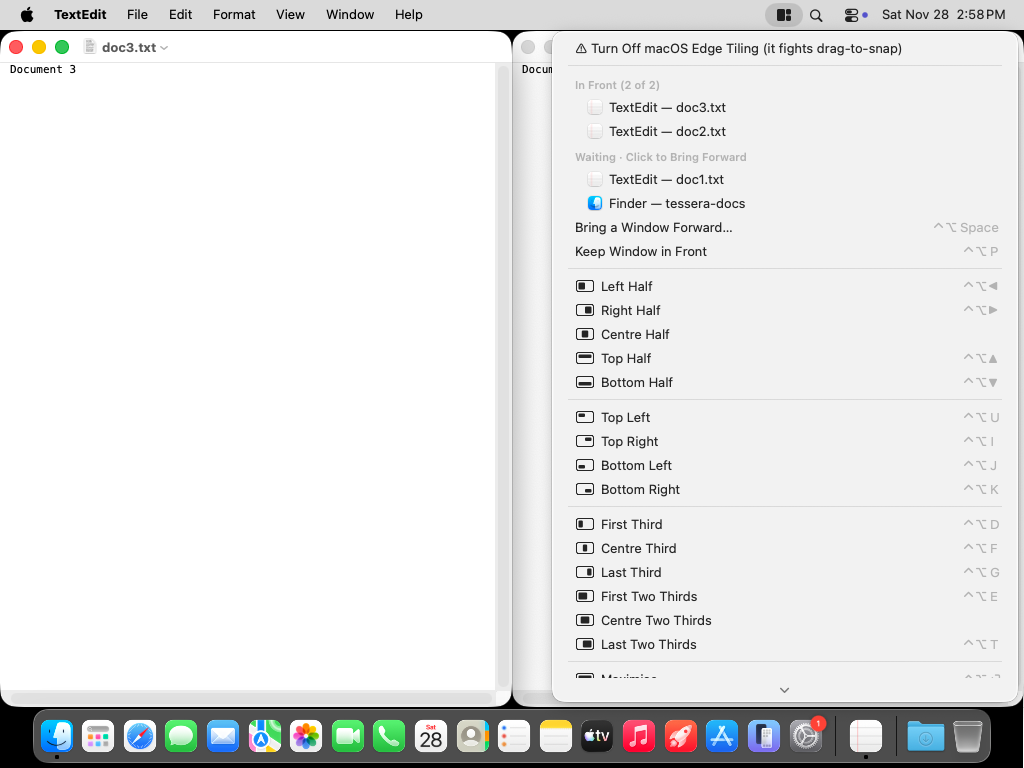 TextEdit File Edit Format View Window Help Sat Nov 28 2:58 PM
doc3.txt
Document 3
Docum
⚠ Turn Off macOS Edge Tiling (it fights drag-to-snap)
In Front (2 of 2)
TextEdit — doc3.txt
TextEdit — doc2.txt
Waiting · Click to Bring Forward
TextEdit — doc1.txt
Finder — tessera-docs
Bring a Window Forward... ^⌥ Space
Keep Window in Front ^⌥ P
Left Half ^⌥◀
Right Half ^⌥▶
Centre Half
Top Half ^⌥▲
Bottom Half ^⌥▼
Top Left ^⌥ U
Top Right ^⌥ I
Bottom Left ^⌥ J
Bottom Right ^⌥ K
First Third ^⌥ D
Centre Third ^⌥ F
Last Third ^⌥ G
First Two Thirds ^⌥ E
Centre Two Thirds
Last Two Thirds ^⌥ T
Sat
28
tv
1